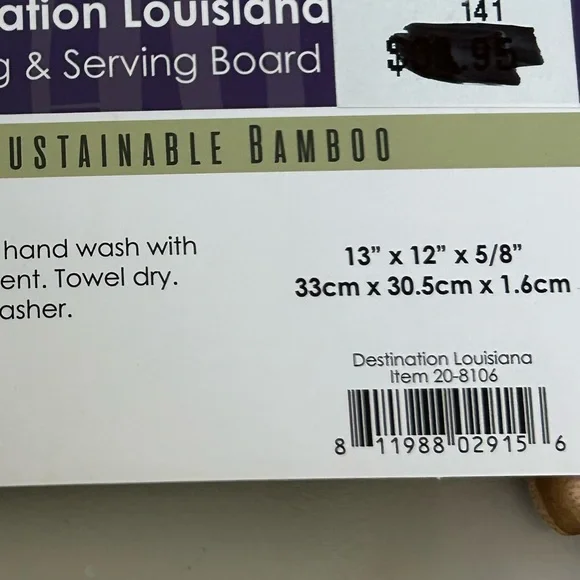 ation Louisiana
141
g & Serving Board
USTAINABLE BAMBOO
hand wash with
ent. Towel dry.
asher.
13" x 12" x 5/8"
33cm x 30.5cm x 1.6cm
Destination Louisiana
Item 20-8106
8 11988 02915 6